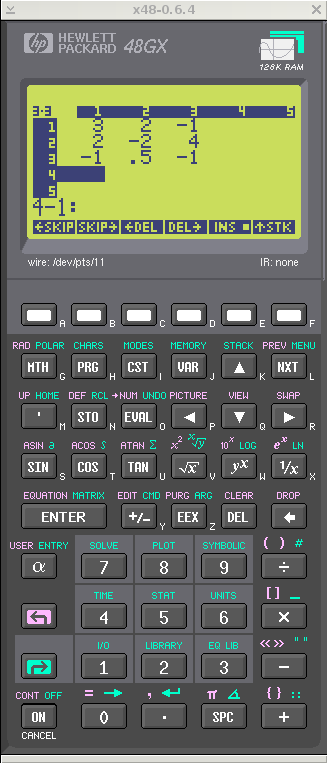 x48-0.6.4
hp HEWLETT PACKARD 48GX
128K RAM
3:3 1 2 3 4 5
1 3 2 -1
2 2 -2 4
3 -1 .5 -1
4
5
4-1:
←SKIP SKIP→ ←DEL DEL→ INS ■ ↑STK
wire: /dev/pts/11 IR: none
A B C D E F
RAD POLAR CHARS MODES MEMORY STACK PREV MENU
MTH G PRG H CST I VAR J ▲ K NXT L
UP HOME DEF RCL →NUM UNDO PICTURE VIEW SWAP
' M STO N EVAL O ◀ P ▼ Q ▶ R
ASIN ∂ ACOS ∫ ATAN Σ x² ˣ√y 10ˣ LOG eˣ LN
SIN S COS T TAN U √x V yˣ W 1/x X
EQUATION MATRIX EDIT CMD PURG ARG CLEAR DROP
ENTER +/− Y EEX Z DEL ←
USER ENTRY SOLVE PLOT SYMBOLIC ( ) #
α 7 8 9 ÷
TIME STAT UNITS [ ] _
4 5 6 ×
I/O LIBRARY EQ LIB «» " "
1 2 3 −
CONT OFF = → , ↵ π ∡ { } ::
ON 0 . SPC +
CANCEL